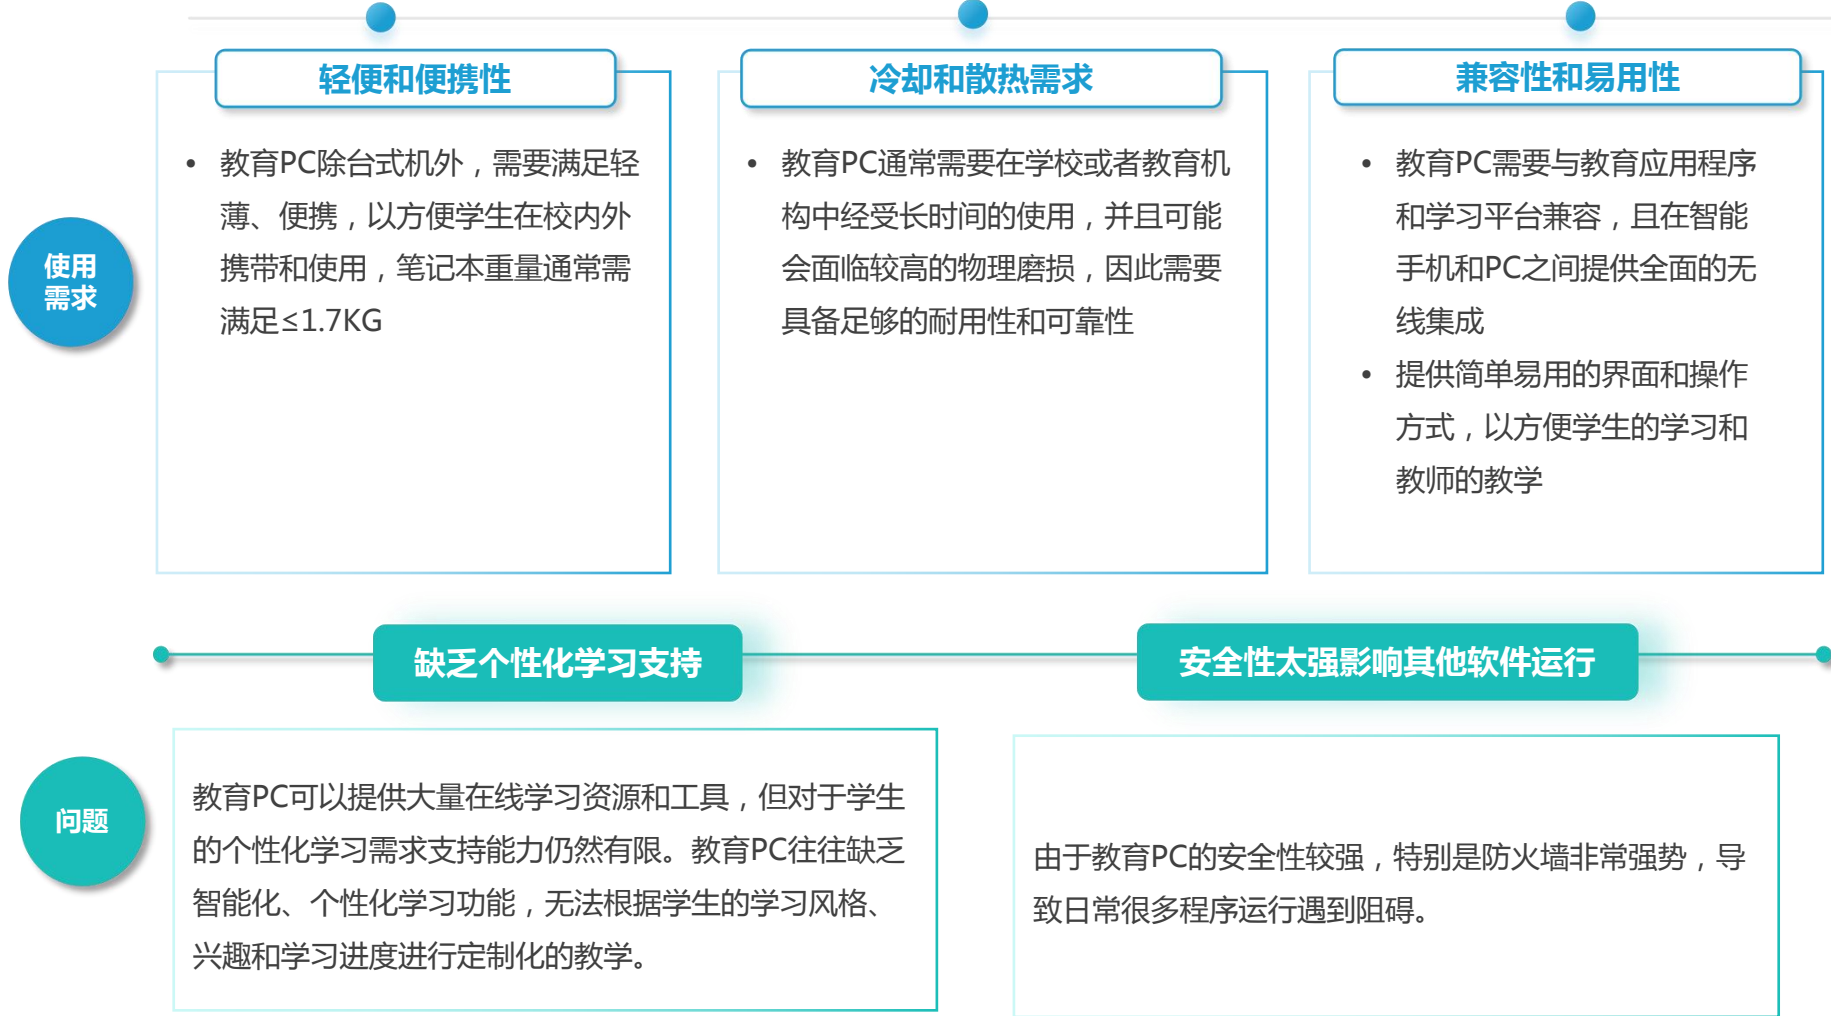 轻便和便携性
• 教育PC除台式机外，需要满足轻
薄、便携，以方便学生在校内外
携带和使用，笔记本重量通常需
满足≤1.7KG
冷却和散热需求
• 教育PC通常需要在学校或者教育机
构中经受长时间的使用，并且可能
会面临较高的物理磨损，因此需要
具备足够的耐用性和可靠性
兼容性和易用性
• 教育PC需要与教育应用程序
和学习平台兼容，且在智能
手机和PC之间提供全面的无
线集成
• 提供简单易用的界面和操作
方式，以方便学生的学习和
教师的教学
使用
需求
缺乏个性化学习支持
安全性太强影响其他软件运行
问题
教育PC可以提供大量在线学习资源和工具，但对于学生
的个性化学习需求支持能力仍然有限。教育PC往往缺乏
智能化、个性化学习功能，无法根据学生的学习风格、
兴趣和学习进度进行定制化的教学。
由于教育PC的安全性较强，特别是防火墙非常强势，导
致日常很多程序运行遇到阻碍。